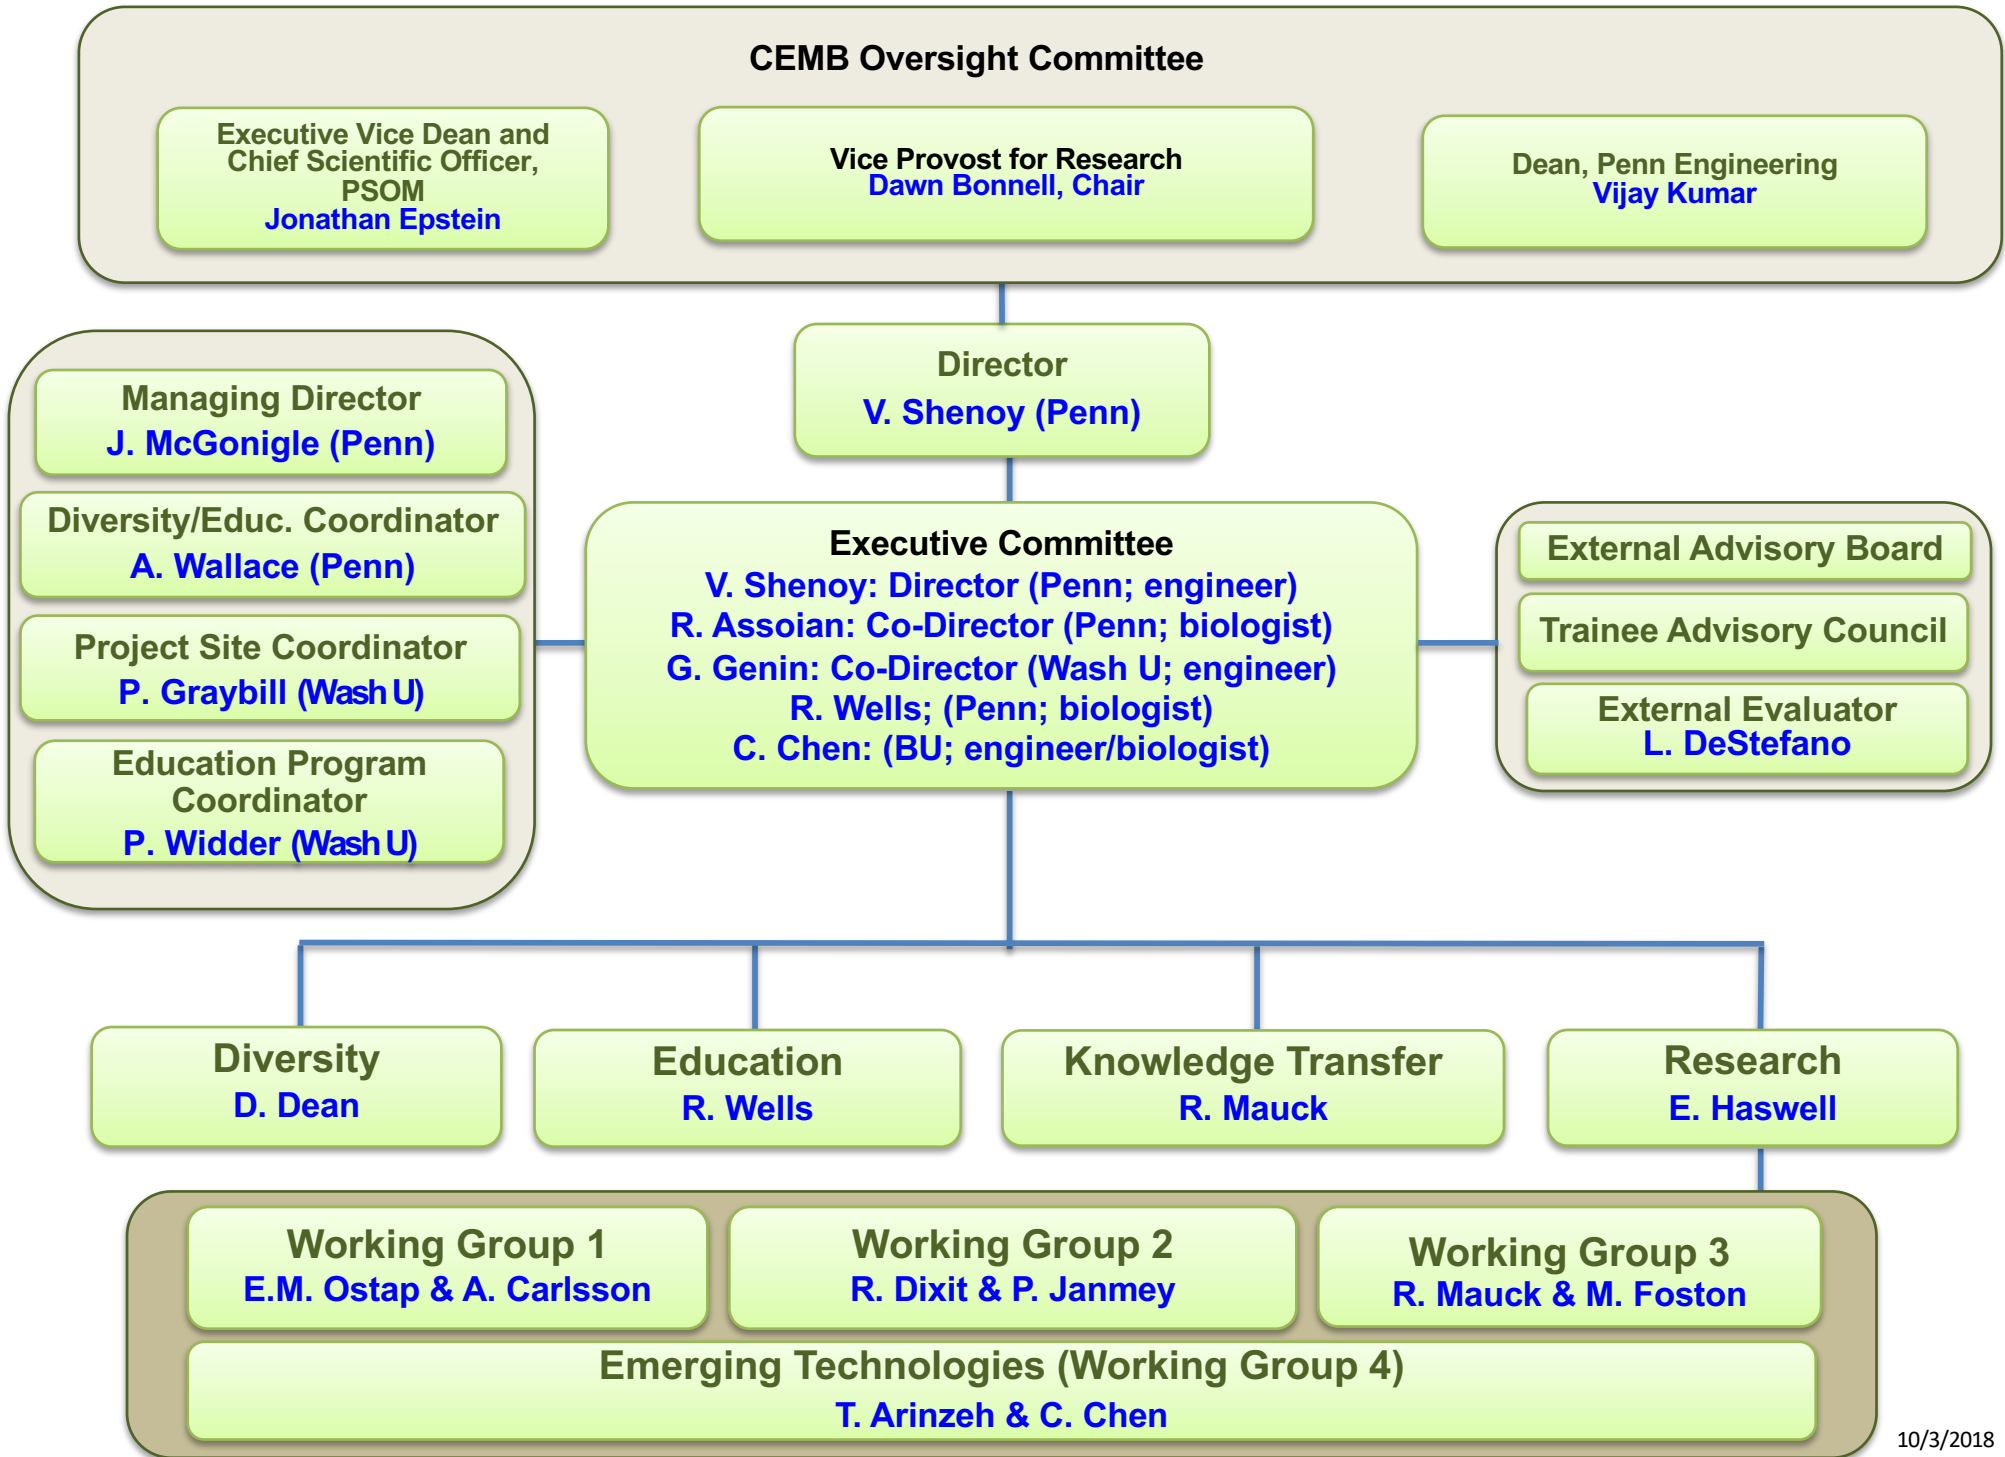 CEMB Oversight Committee
Executive Vice Dean and
Chief Scientific Officer,
PSOM
Jonathan Epstein
Vice Provost for Research
Dawn Bonnell, Chair
Dean, Penn Engineering
Vijay Kumar
Director
V. Shenoy (Penn)
Managing Director
J. McGonigle (Penn)
Diversity/Educ. Coordinator
A. Wallace (Penn)
Project Site Coordinator
P. Graybill (Wash U)
Education Program
Coordinator
P. Widder (Wash U)
Executive Committee
V. Shenoy: Director (Penn; engineer)
R. Assoian: Co-Director (Penn; biologist)
G. Genin: Co-Director (Wash U; engineer)
R. Wells; (Penn; biologist)
C. Chen: (BU; engineer/biologist)
External Advisory Board
Trainee Advisory Council
External Evaluator
L. DeStefano
Diversity
D. Dean
Education
R. Wells
Knowledge Transfer
R. Mauck
Research
E. Haswell
Working Group 1
E.M. Ostap & A. Carlsson
Working Group 2
R. Dixit & P. Janmey
Working Group 3
R. Mauck & M. Foston
Emerging Technologies (Working Group 4)
T. Arinzeh & C. Chen
10/3/2018